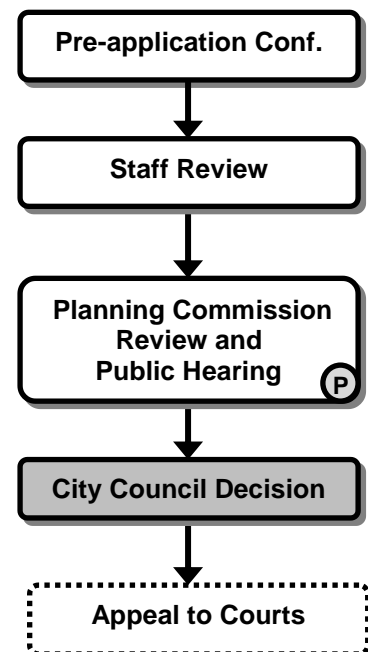 Pre-application Conf.
Staff Review
Planning Commission
Review and
Public Hearing
P
City Council Decision
Appeal to Courts